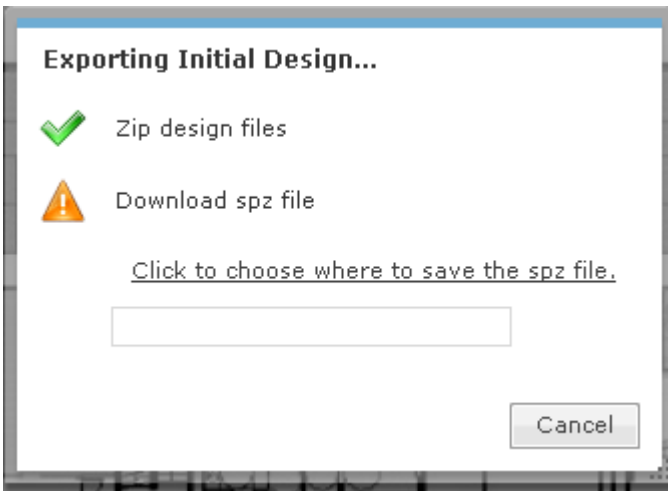 Exporting Initial Design...
Zip design files
Download spz file
Click to choose where to save the spz file.
Cancel